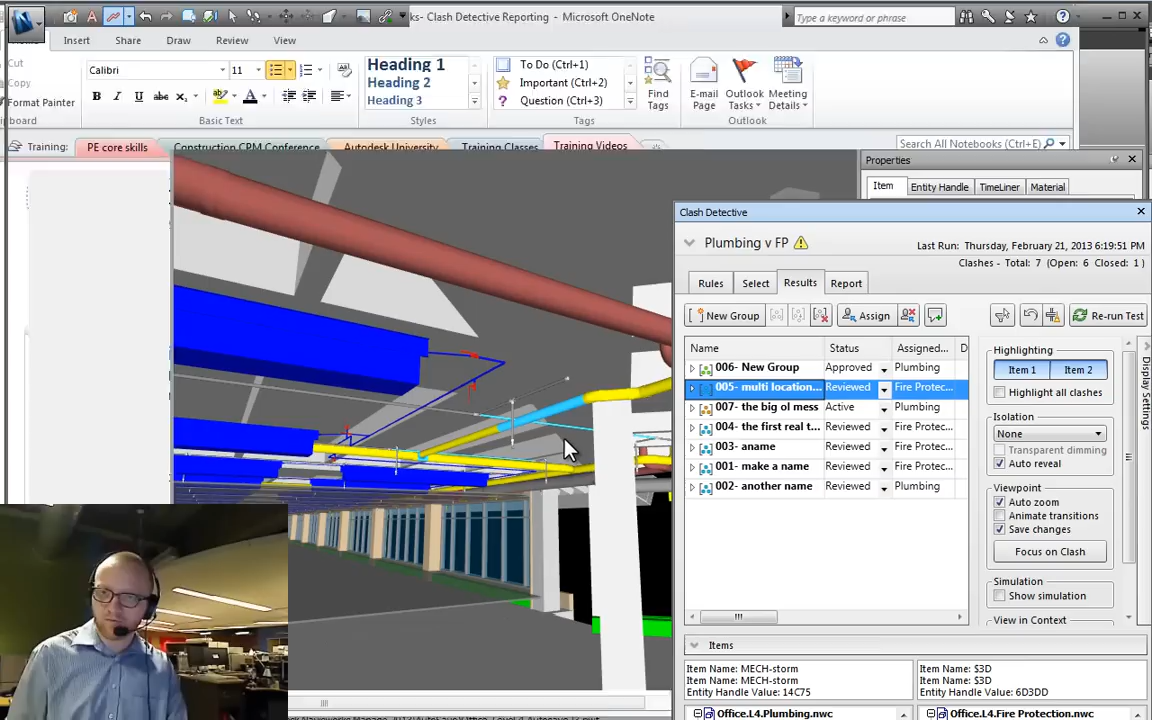 ks- Clash Detective Reporting - Microsoft OneNote
Type a keyword or phrase
Insert Share Draw Review View
Cut
Copy
Format Painter
pboard
Calibri 11
B I U abc X₂ A
Basic Text
Heading 1
Heading 2
Heading 3
Styles
To Do (Ctrl+1)
Important (Ctrl+2)
Question (Ctrl+3)
Tags
Find Tags
E-mail Page
Outlook Tasks
Meeting Details
Outlook
Training:
PE core skills
Construction CPM Conference
Autodesk University
Training Classes
Training Videos
Search All Notebooks (Ctrl+E)
Properties
Item Entity Handle TimeLiner Material
Clash Detective
Plumbing v FP
Last Run: Thursday, February 21, 2013 6:19:51 PM
Clashes - Total: 7 (Open: 6 Closed: 1 )
Rules Select Results Report
New Group
Assign
Re-run Test
Name Status Assigned... D
006- New Group Approved
005- multi location... Reviewed Fire Protec...
007- the big ol mess Active Plumbing
004- the first real t... Reviewed Fire Protec...
003- aname Reviewed Fire Protec...
001- make a name Reviewed Fire Protec...
002- another name Reviewed Plumbing
Highlighting
Item 1 Item 2
Highlight all clashes
Isolation
None
Transparent dimming
Auto reveal
Viewpoint
Auto zoom
Animate transitions
Save changes
Focus on Clash
Simulation
Show simulation
View in Context
Display Settings
Items
Item Name: MECH-storm
Item Name: MECH-storm
Entity Handle Value: 14C75
Item Name: $3D
Item Name: $3D
Entity Handle Value: 6D3DD
Office.L4.Plumbing.nwc
Office.L4.Fire Protection.nwc